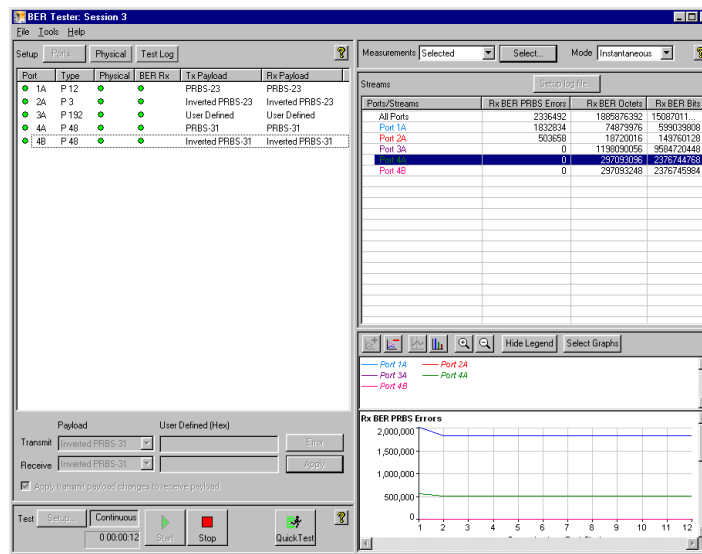 BER Tester: Session 3
File Tools Help
Setup Ports... Physical Test Log
Port Type Physical BER Rx Tx Payload Rx Payload
1A P 12 PRBS-23 PRBS-23
2A P 3 Inverted PRBS-23 Inverted PRBS-23
3A P 192 User Defined User Defined
4A P 48 PRBS-31 PRBS-31
4B P 48 Inverted PRBS-31 Inverted PRBS-31
Payload User Defined (Hex)
Transmit Inverted PRBS-31 Error
Receive Inverted PRBS-31 Apply
Apply transmit payload changes to receive payload
Test Setup... Continuous
0 00:00:12 Start Stop QuickTest
Measurements Selected Select... Mode Instantaneous
Streams Setup log file...
Ports/Streams Rx BER PRBS Errors Rx BER Octets Rx BER Bits
All Ports 2336492 1885876392 15087011...
Port 1A 1832834 74879976 599039808
Port 2A 503658 18720016 149760128
Port 3A 0 1198090056 9584720448
Port 4A 0 297093096 2376744768
Port 4B 0 297093248 2376745984
Hide Legend Select Graphs
Port 1A Port 2A
Port 3A Port 4A
Port 4B
Rx BER PRBS Errors
2,000,000
1,500,000
1,000,000
500,000
0
1 2 3 4 5 6 7 8 9 10 11 12